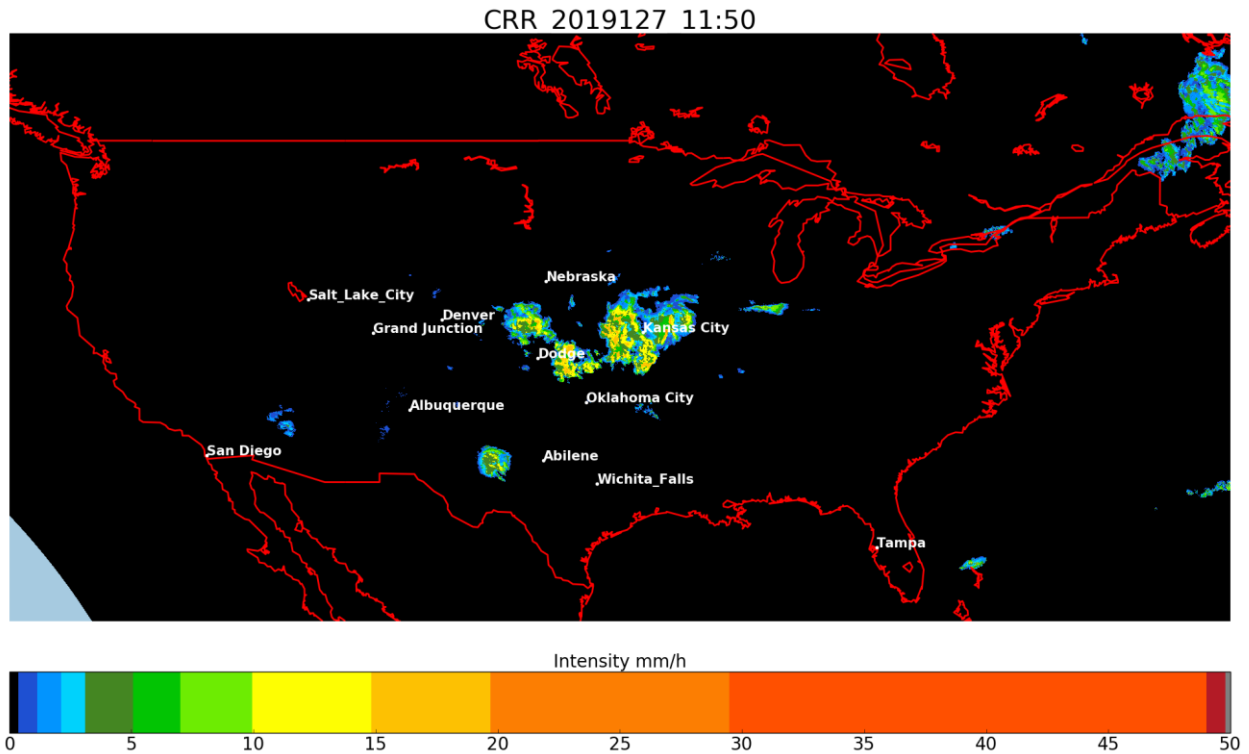 CRR 2019127 11:50
Nebraska
Salt_Lake_City
Denver
Grand Junction
Kansas City
Dodge
Oklahoma City
Albuquerque
San Diego
Abilene
Wichita_Falls
Tampa
Intensity mm/h
0 5 10 15 20 25 30 35 40 45 50